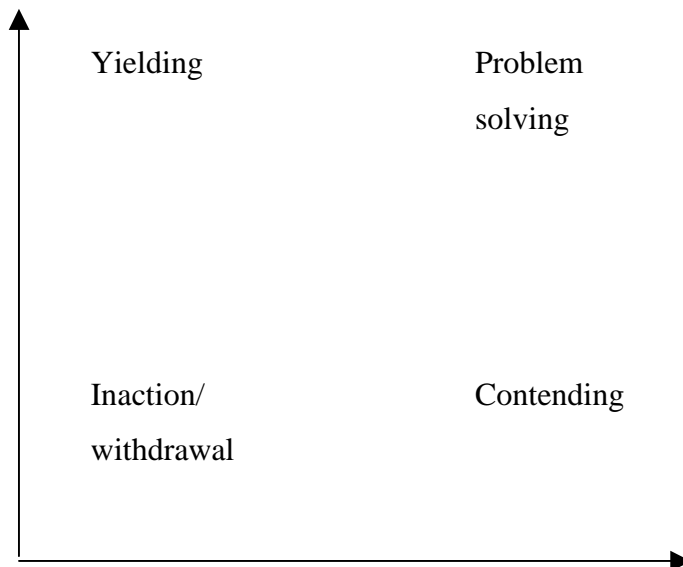 Yielding
Problem
solving
Inaction/
withdrawal
Contending